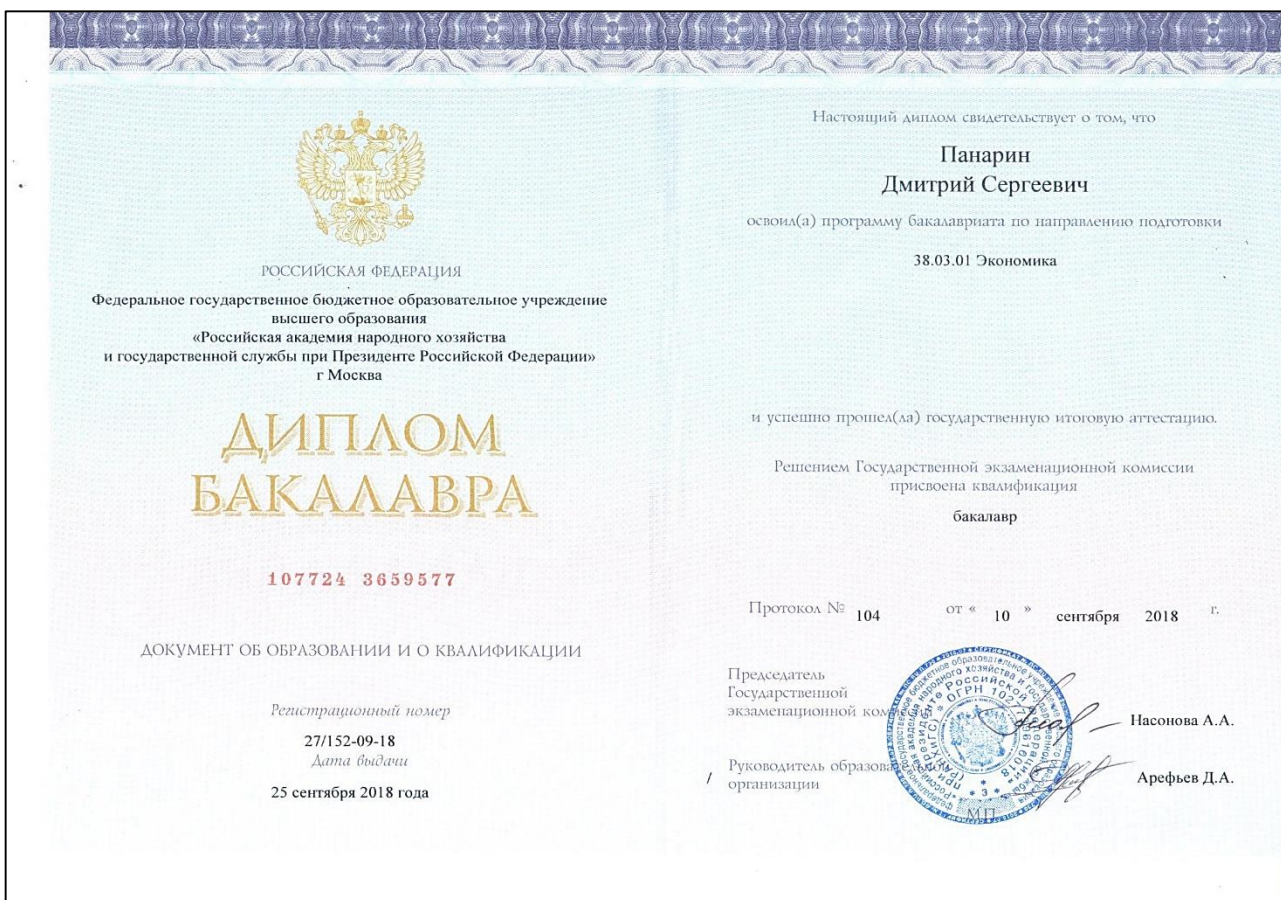 РОССИЙСКАЯ ФЕДЕРАЦИЯ
Федеральное государственное бюджетное образовательное учреждение
высшего образования
«Российская академия народного хозяйства
и государственной службы при Президенте Российской Федерации»
г Москва
ДИПЛОМ
БАКАЛАВРА
107724 3659577
ДОКУМЕНТ ОБ ОБРАЗОВАНИИ И О КВАЛИФИКАЦИИ
Регистрационный номер
27/152-09-18
Дата выдачи
25 сентября 2018 года
Настоящий диплом свидетельствует о том, что
Панарин
Дмитрий Сергеевич
освоил(а) программу бакалавриата по направлению подготовки
38.03.01 Экономика
и успешно прошел(ла) государственную итоговую аттестацию.
Решением Государственной экзаменационной комиссии
присвоена квалификация
бакалавр
Протокол № 104 от « 10 » сентября 2018 г.
Председатель
Государственной
экзаменационной Насонова А.А.
Руководитель
организации Арефьев Д.А.
МП